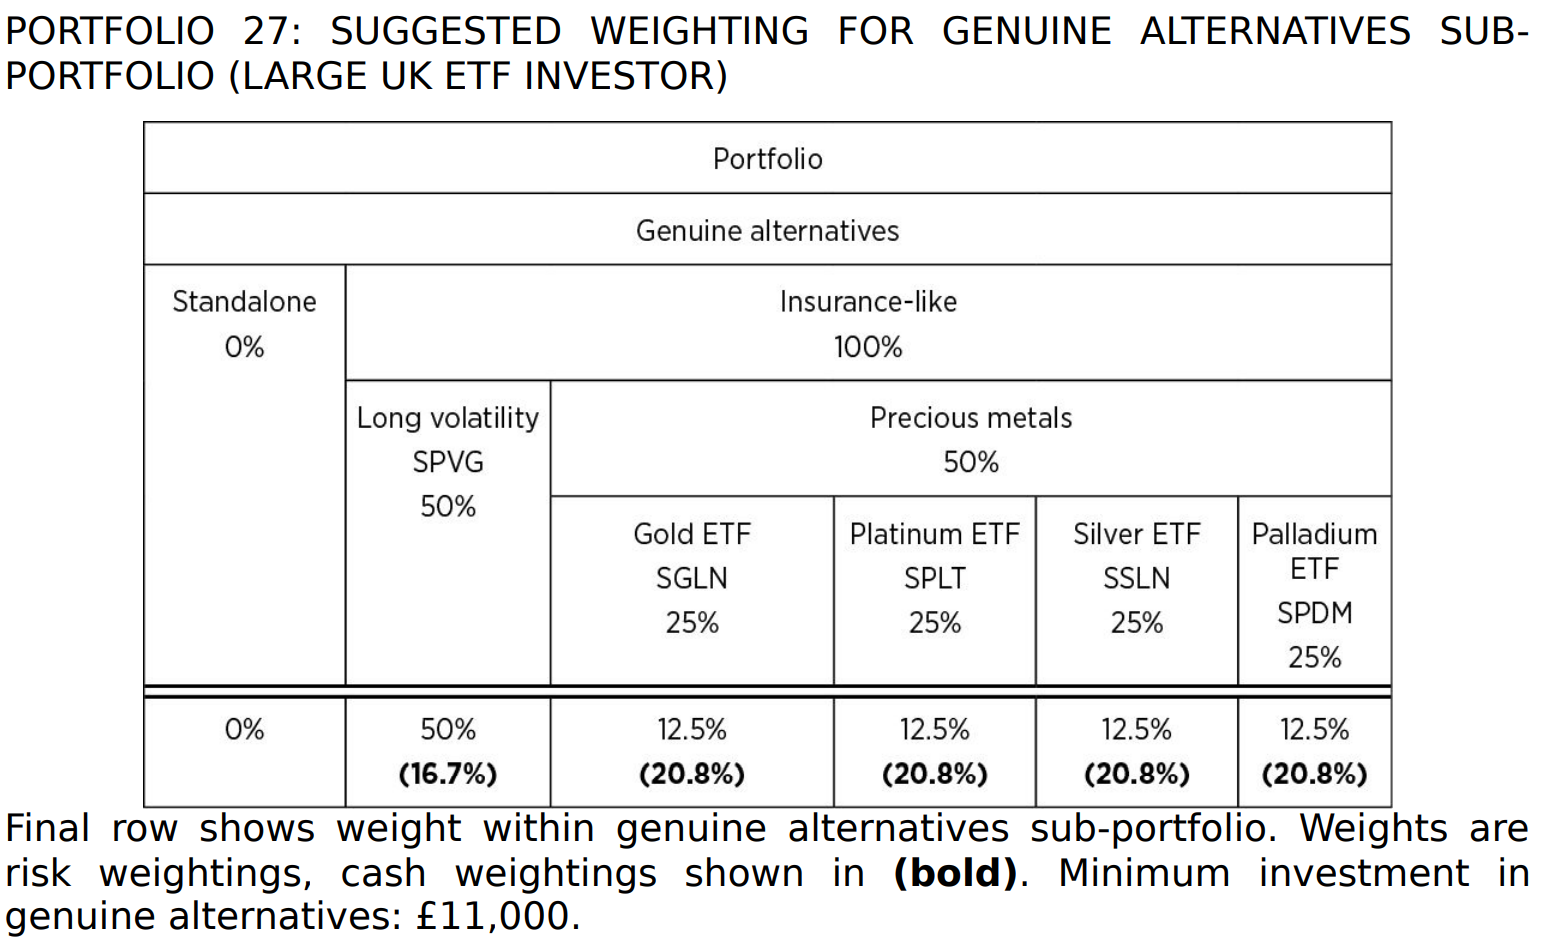 PORTFOLIO 27: SUGGESTED WEIGHTING FOR GENUINE ALTERNATIVES SUB-
PORTFOLIO (LARGE UK ETF INVESTOR)
Portfolio
Genuine alternatives
Standalone
0%
Insurance-like
100%
Long volatility
SPVG
50%
Precious metals
50%
Gold ETF
SGLN
25%
Platinum ETF
SPLT
25%
Silver ETF
SSLN
25%
Palladium
ETF
SPDM
25%
0%
50%
(16.7%)
12.5%
(20.8%)
12.5%
(20.8%)
12.5%
(20.8%)
12.5%
(20.8%)
Final row shows weight within genuine alternatives sub-portfolio. Weights are
risk weightings, cash weightings shown in (bold). Minimum investment in
genuine alternatives: £11,000.